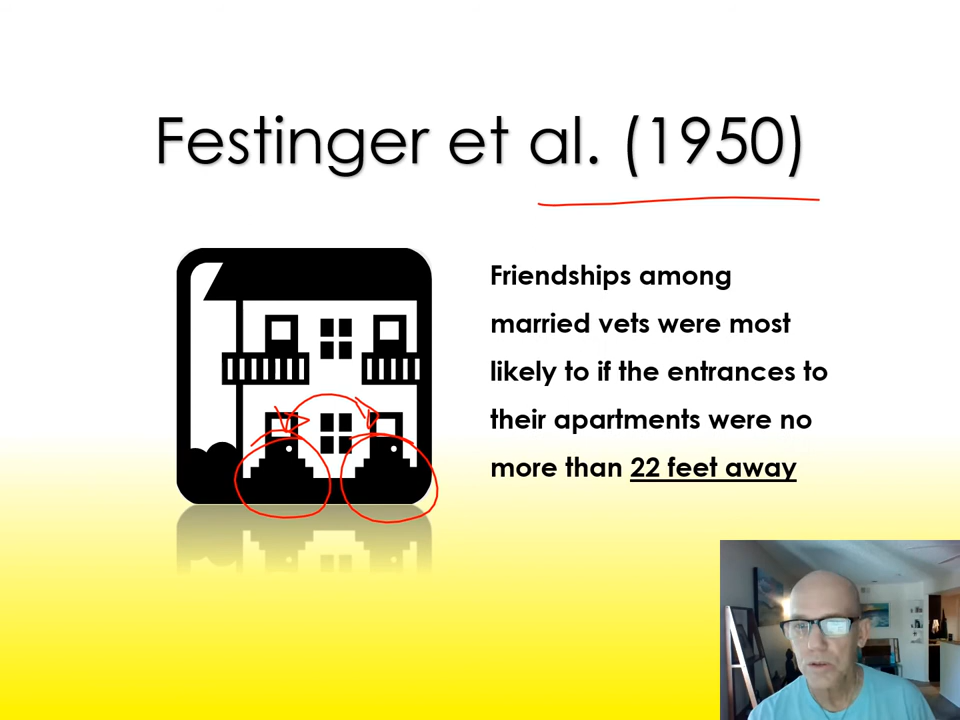 Festinger et al. (1950)
Friendships among
married vets were most
likely to if the entrances to
their apartments were no
more than 22 feet away